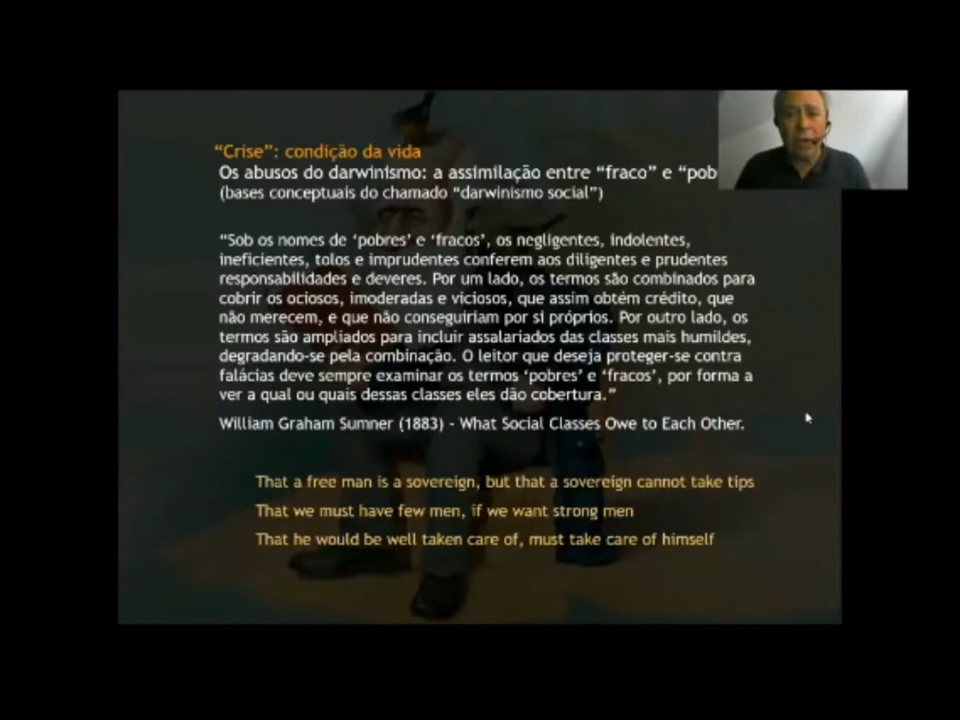 “Crise”: condição da vida
Os abusos do darwinismo: a assimilação entre “fraco” e “pob
(bases conceptuais do chamado “darwinismo social”)
“Sob os nomes de ‘pobres’ e ‘fracos’, os negligentes, indolentes,
ineficientes, tolos e imprudentes conferem aos diligentes e prudentes
responsabilidades e deveres. Por um lado, os termos são combinados para
cobrir os ociosos, imoderadas e viciosos, que assim obtém crédito, que
não merecem, e que não conseguiriam por si próprios. Por outro lado, os
termos são ampliados para incluir assalariados das classes mais humildes,
degradando-se pela combinação. O leitor que deseja proteger-se contra
falácias deve sempre examinar os termos ‘pobres’ e ‘fracos’, por forma a
ver a qual ou quais dessas classes eles dão cobertura.”
William Graham Sumner (1883) - What Social Classes Owe to Each Other.
That a free man is a sovereign, but that a sovereign cannot take tips
That we must have few men, if we want strong men
That he would be well taken care of, must take care of himself